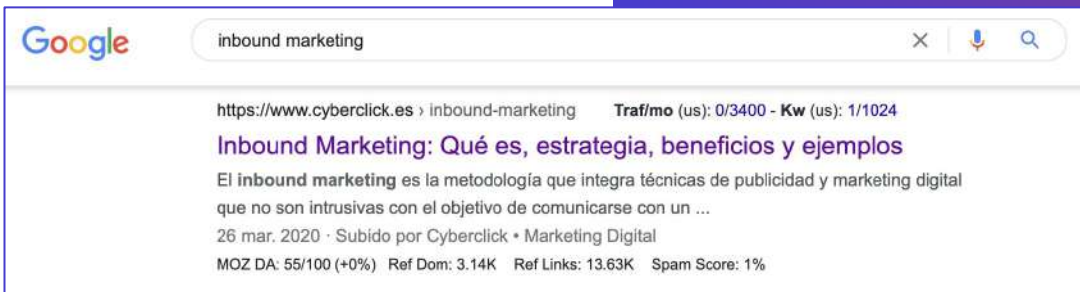 Google
inbound marketing
https://www.cyberclick.es › inbound-marketing Traf/mo (us): 0/3400 - Kw (us): 1/1024
Inbound Marketing: Qué es, estrategia, beneficios y ejemplos
El inbound marketing es la metodología que integra técnicas de publicidad y marketing digital
que no son intrusivas con el objetivo de comunicarse con un ...
26 mar. 2020 · Subido por Cyberclick • Marketing Digital
MOZ DA: 55/100 (+0%) Ref Dom: 3.14K Ref Links: 13.63K Spam Score: 1%